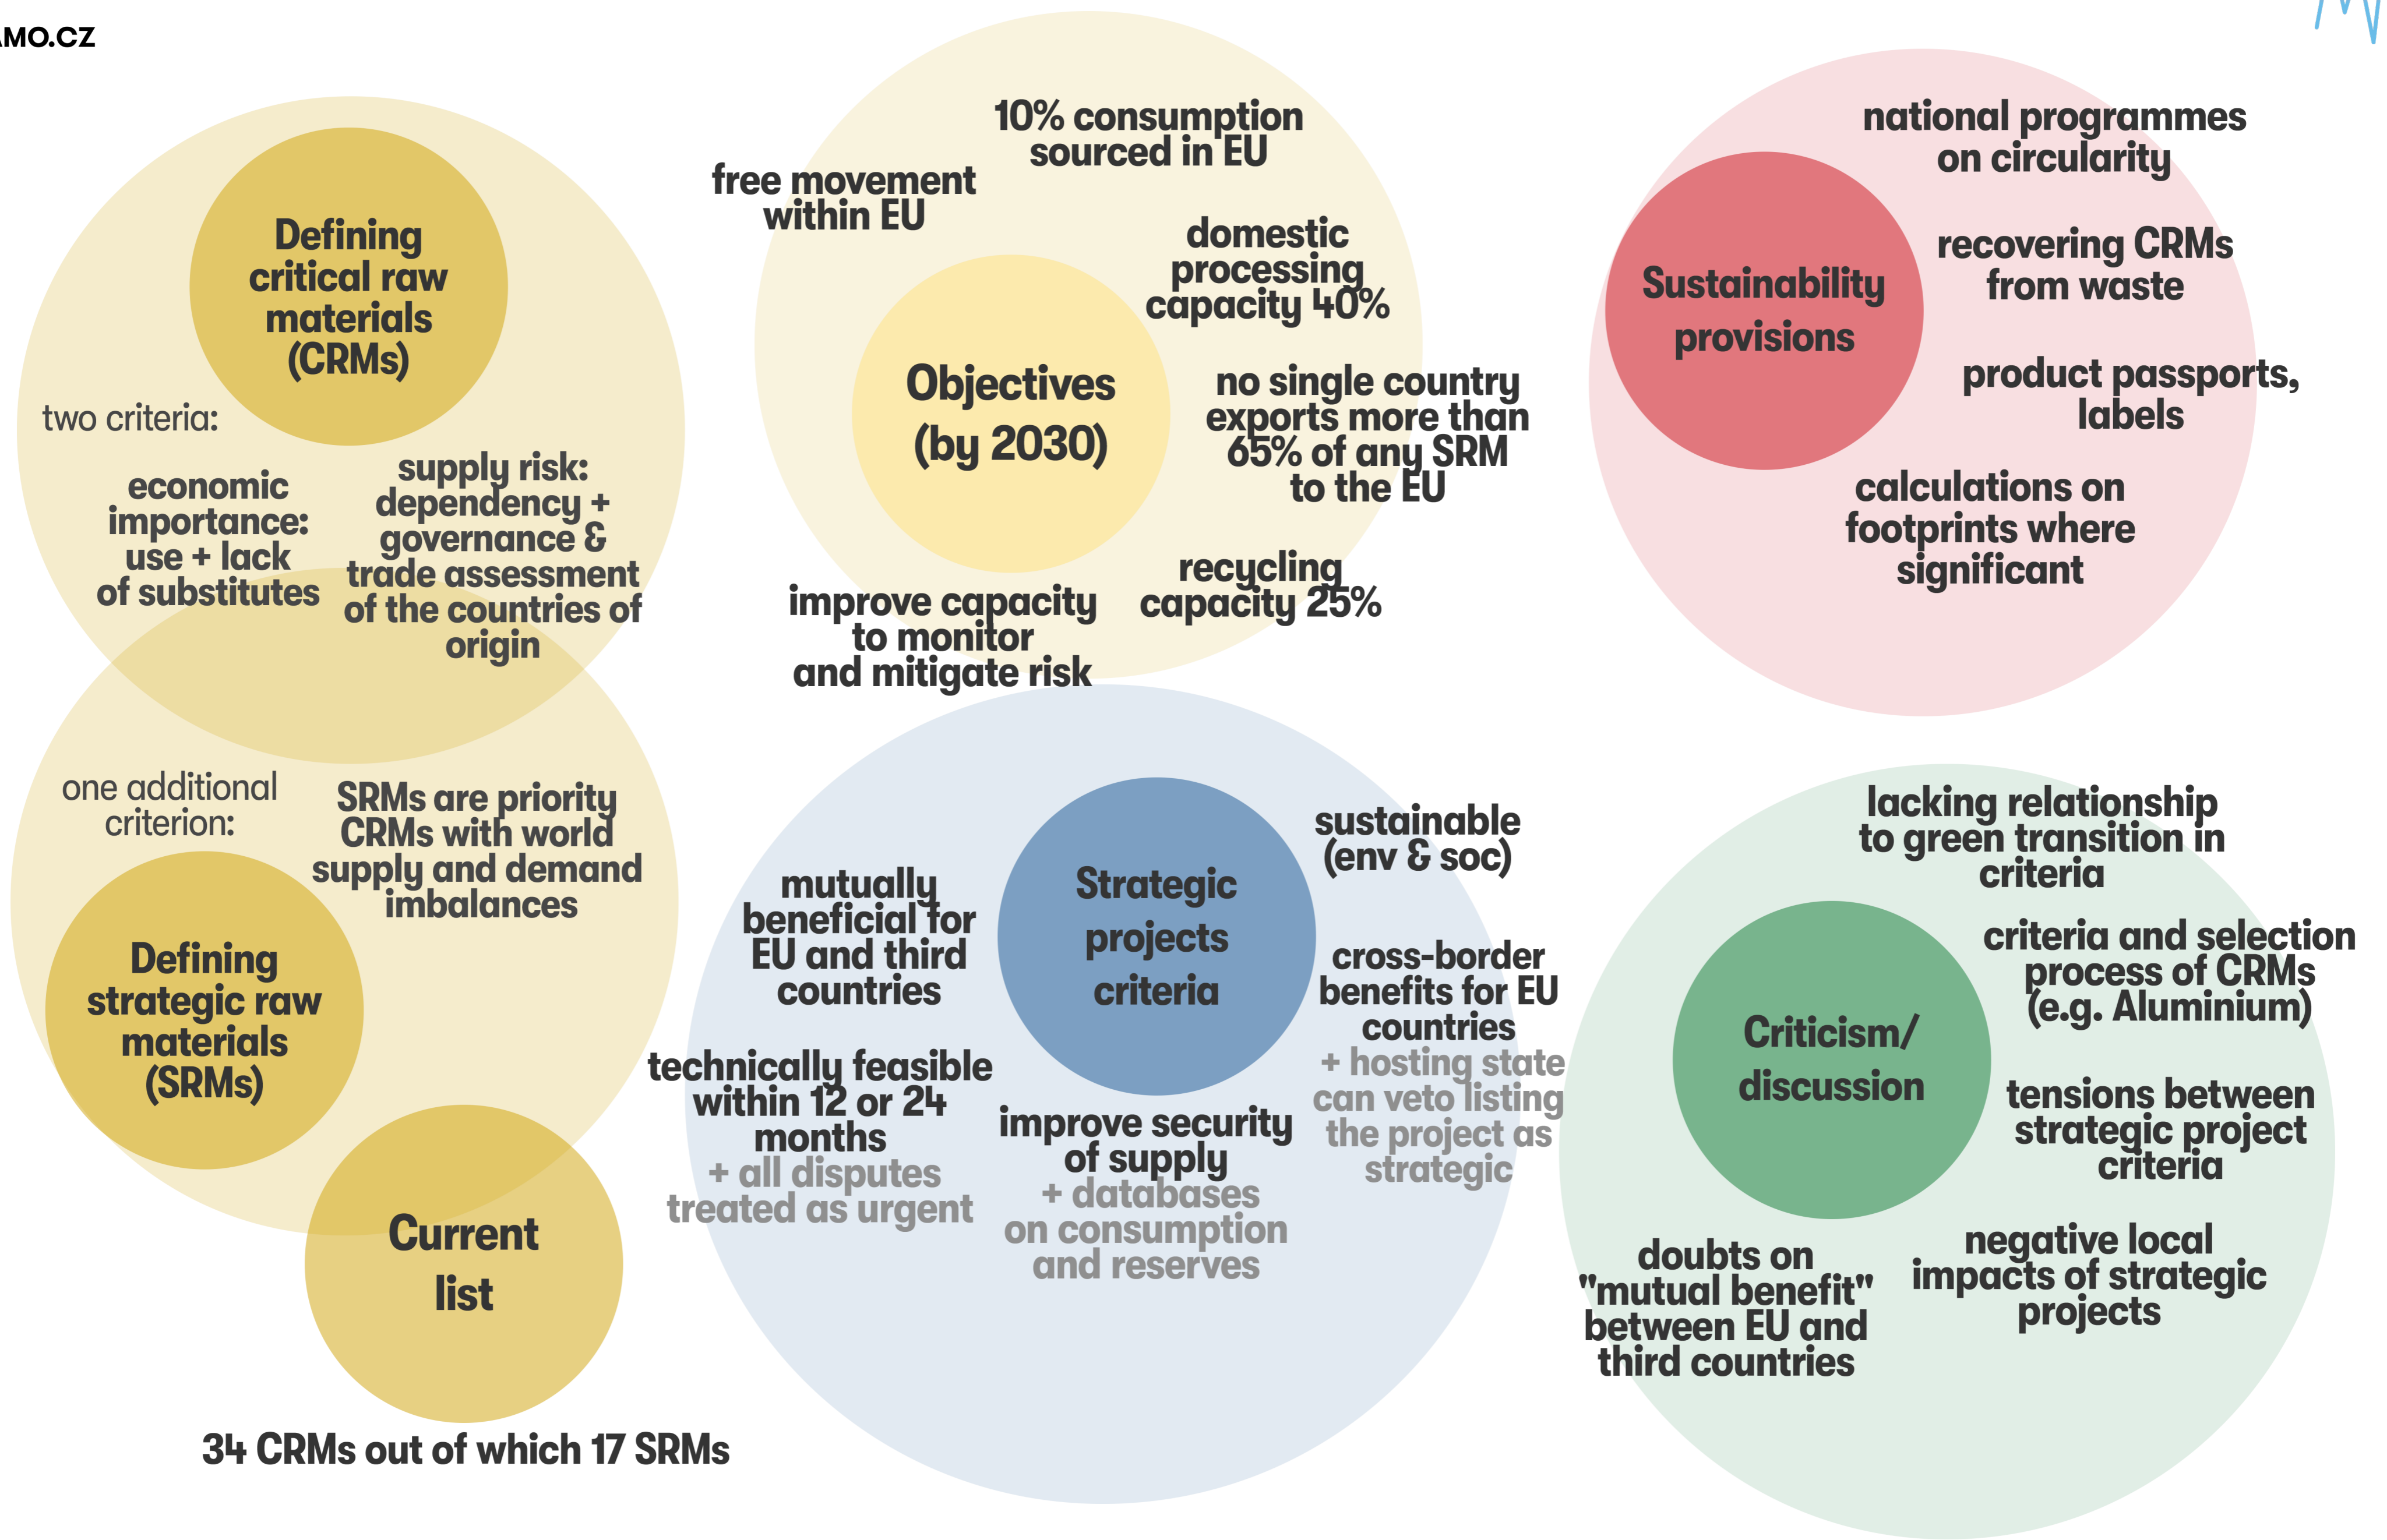 MO.CZ
Defining
critical raw
materials
(CRMs)
two criteria:
economic
importance:
use + lack
of substitutes
supply risk:
dependency +
governance &
trade assessment
of the countries of
origin
one additional
criterion:
SRMs are priority
CRMs with world
supply and demand
imbalances
Defining
strategic raw
materials
(SRMs)
Current
list
34 CRMs out of which 17 SRMs
10% consumption
sourced in EU
free movement
within EU
domestic
processing
capacity 40%
Objectives
(by 2030)
no single country
exports more than
65% of any SRM
to the EU
recycling
capacity 25%
improve capacity
to monitor
and mitigate risk
Strategic
projects
criteria
sustainable
(env & soc)
mutually
beneficial for
EU and third
countries
cross-border
benefits for EU
countries
+ hosting state
can veto listing
the project as
strategic
technically feasible
within 12 or 24
months
+ all disputes
treated as urgent
improve security
of supply
+ databases
on consumption
and reserves
national programmes
on circularity
Sustainability
provisions
recovering CRMs
from waste
product passports,
labels
calculations on
footprints where
significant
lacking relationship
to green transition in
criteria
criteria and selection
process of CRMs
(e.g. Aluminium)
Criticism/
discussion
tensions between
strategic project
criteria
negative local
impacts of strategic
projects
doubts on
"mutual benefit"
between EU and
third countries